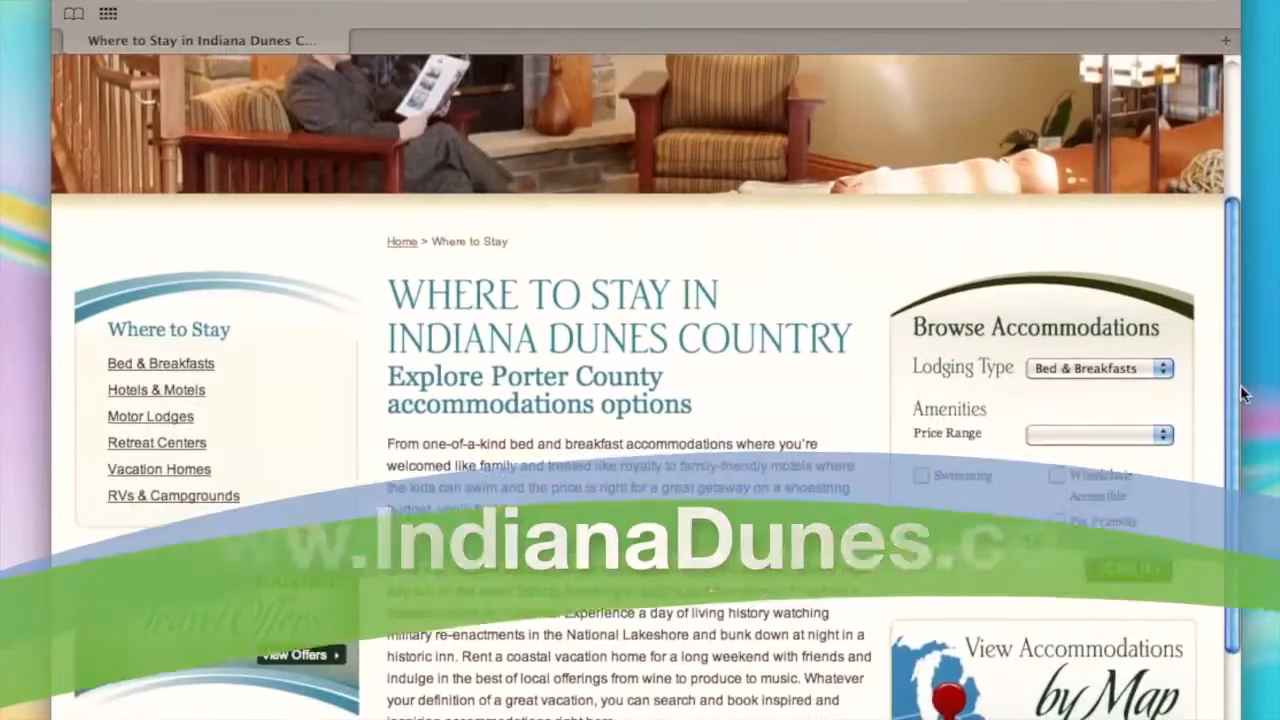 Where to Stay in Indiana Dunes C...
Home > Where to Stay
WHERE TO STAY IN
INDIANA DUNES COUNTRY
Explore Porter County
accommodations options
From one-of-a-kind bed and breakfast accommodations where you're
welcomed like family and treated like royalty to family-friendly motels where
the kids can swim and the price is right for a great getaway on a shoestring
Where to Stay
Bed & Breakfasts
Hotels & Motels
Motor Lodges
Retreat Centers
Vacation Homes
RVs & Campgrounds
Browse Accommodations
Lodging Type Bed & Breakfasts
Amenities
Price Range
Swimming
Wheelchair
Accessible
Pet Friendly
www.IndianaDunes.co
Travel Offers
View Offers
Experience a day of living history watching
military re-enactments in the National Lakeshore and bunk down at night in a
historic inn. Rent a coastal vacation home for a long weekend with friends and
indulge in the best of local offerings from wine to produce to music. Whatever
your definition of a great vacation, you can search and book inspired and
View Accommodations
by Map